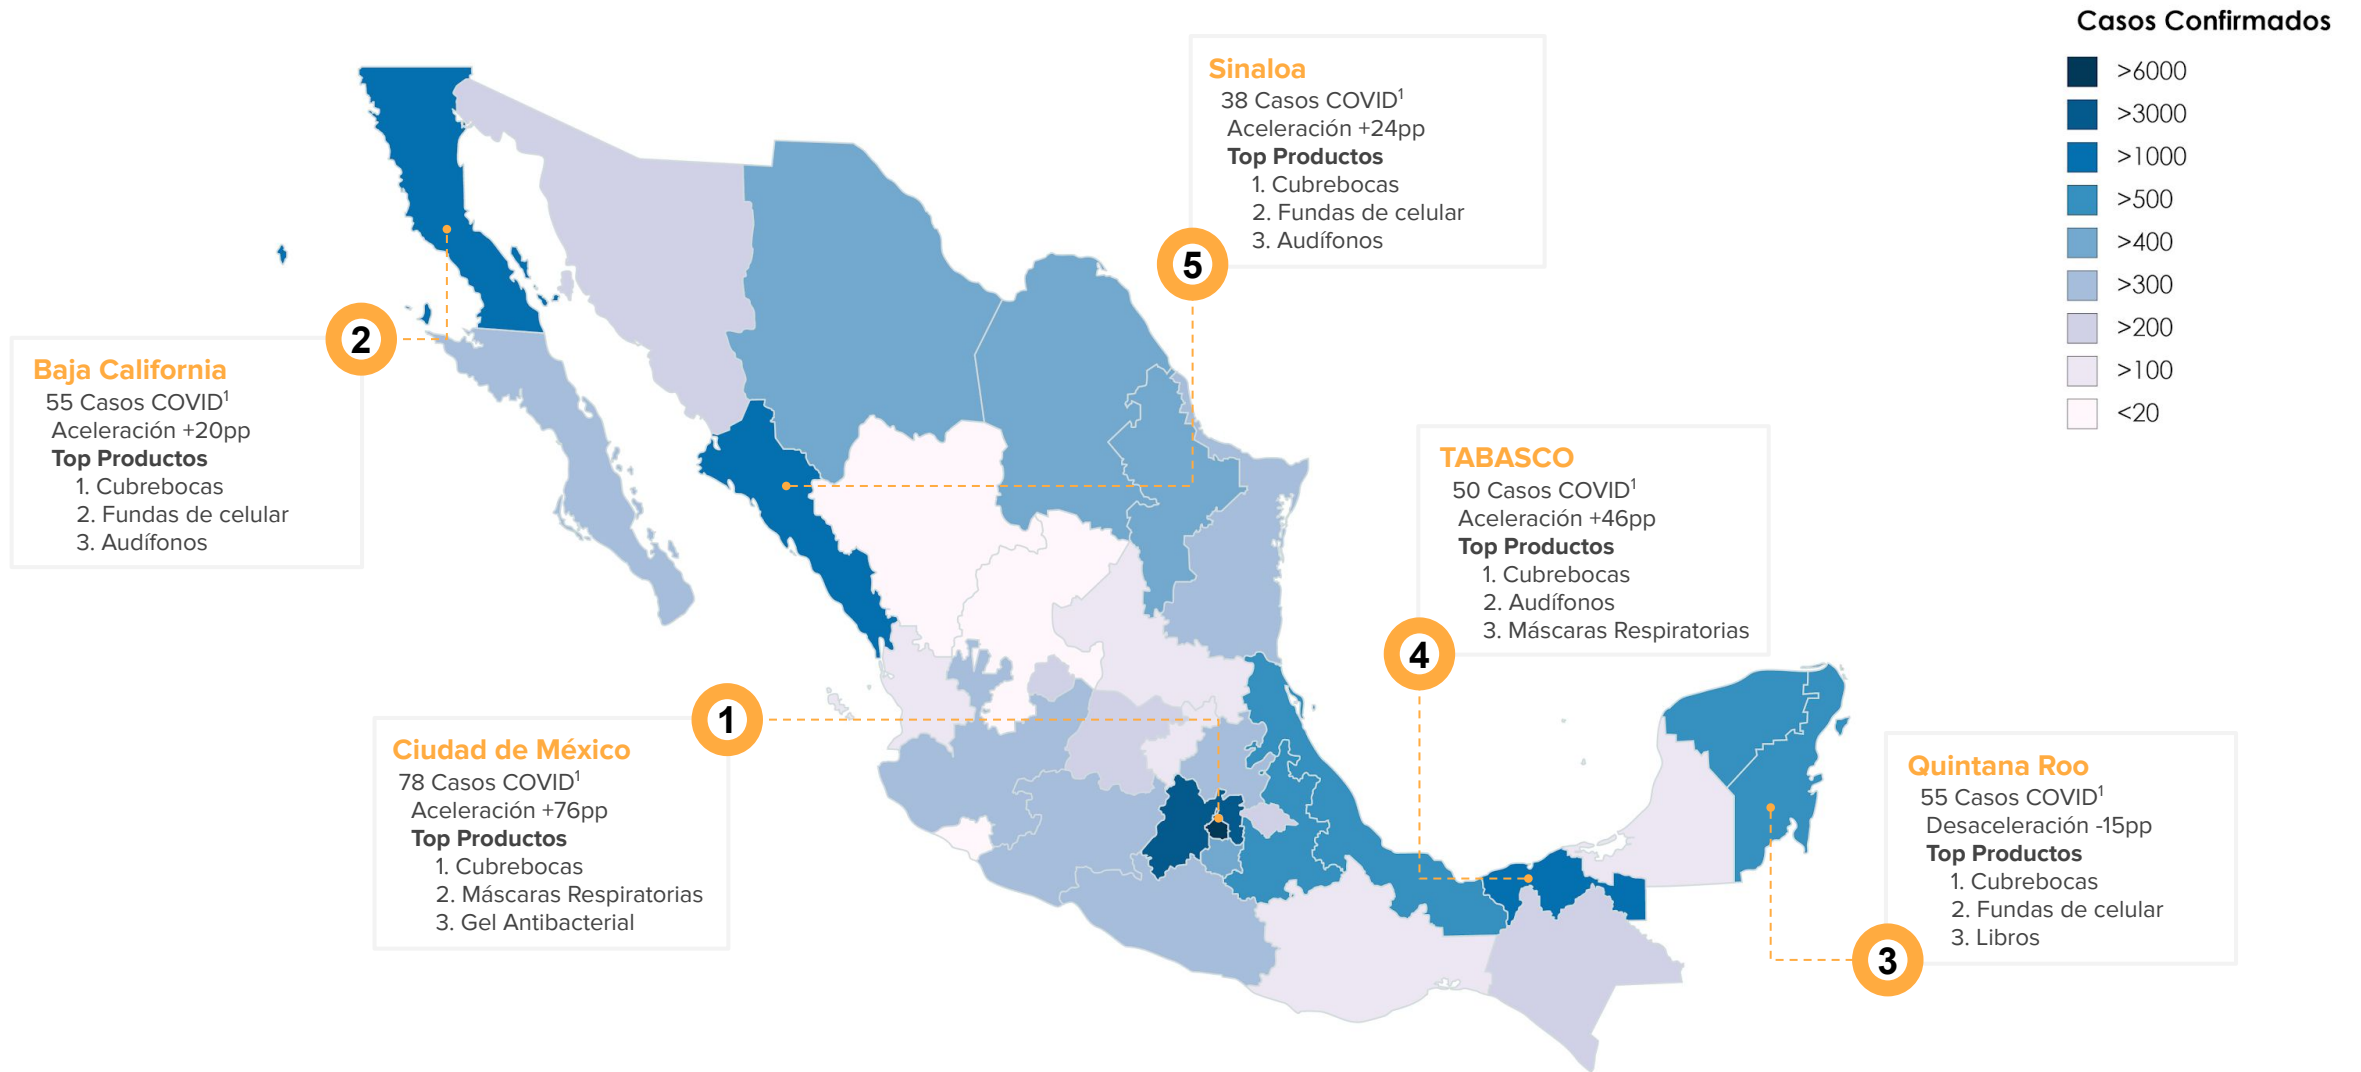 Casos Confirmados
>6000
>3000
>1000
>500
>400
>300
>200
>100
<20
Sinaloa
38 Casos COVID¹
Aceleración +24pp
Top Productos
1. Cubrebocas
2. Fundas de celular
3. Audífonos
5
2
Baja California
55 Casos COVID¹
Aceleración +20pp
Top Productos
1. Cubrebocas
2. Fundas de celular
3. Audífonos
TABASCO
50 Casos COVID¹
Aceleración +46pp
Top Productos
1. Cubrebocas
2. Audífonos
3. Máscaras Respiratorias
4
1
Ciudad de México
78 Casos COVID¹
Aceleración +76pp
Top Productos
1. Cubrebocas
2. Máscaras Respiratorias
3. Gel Antibacterial
Quintana Roo
55 Casos COVID¹
Desaceleración -15pp
Top Productos
1. Cubrebocas
2. Fundas de celular
3. Libros
3